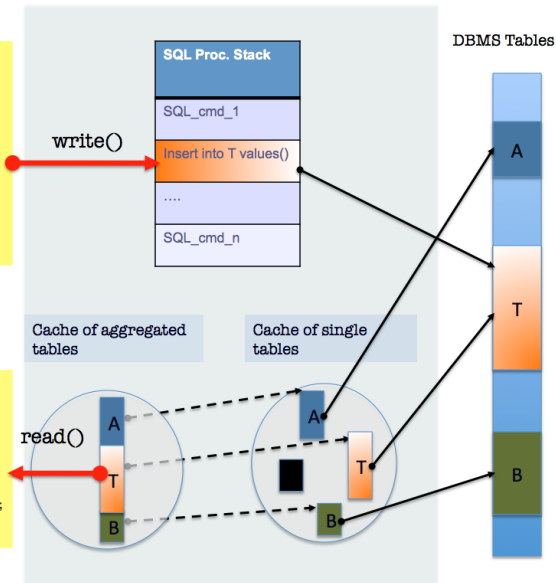 DBMS Tables
SQL Proc. Stack
SQL_cmd_1
write()
Insert into T values()
....
SQL_cmd_n
A
T
B
Cache of aggregated
tables
Cache of single
tables
read()
A
T
B
A
T
B
;